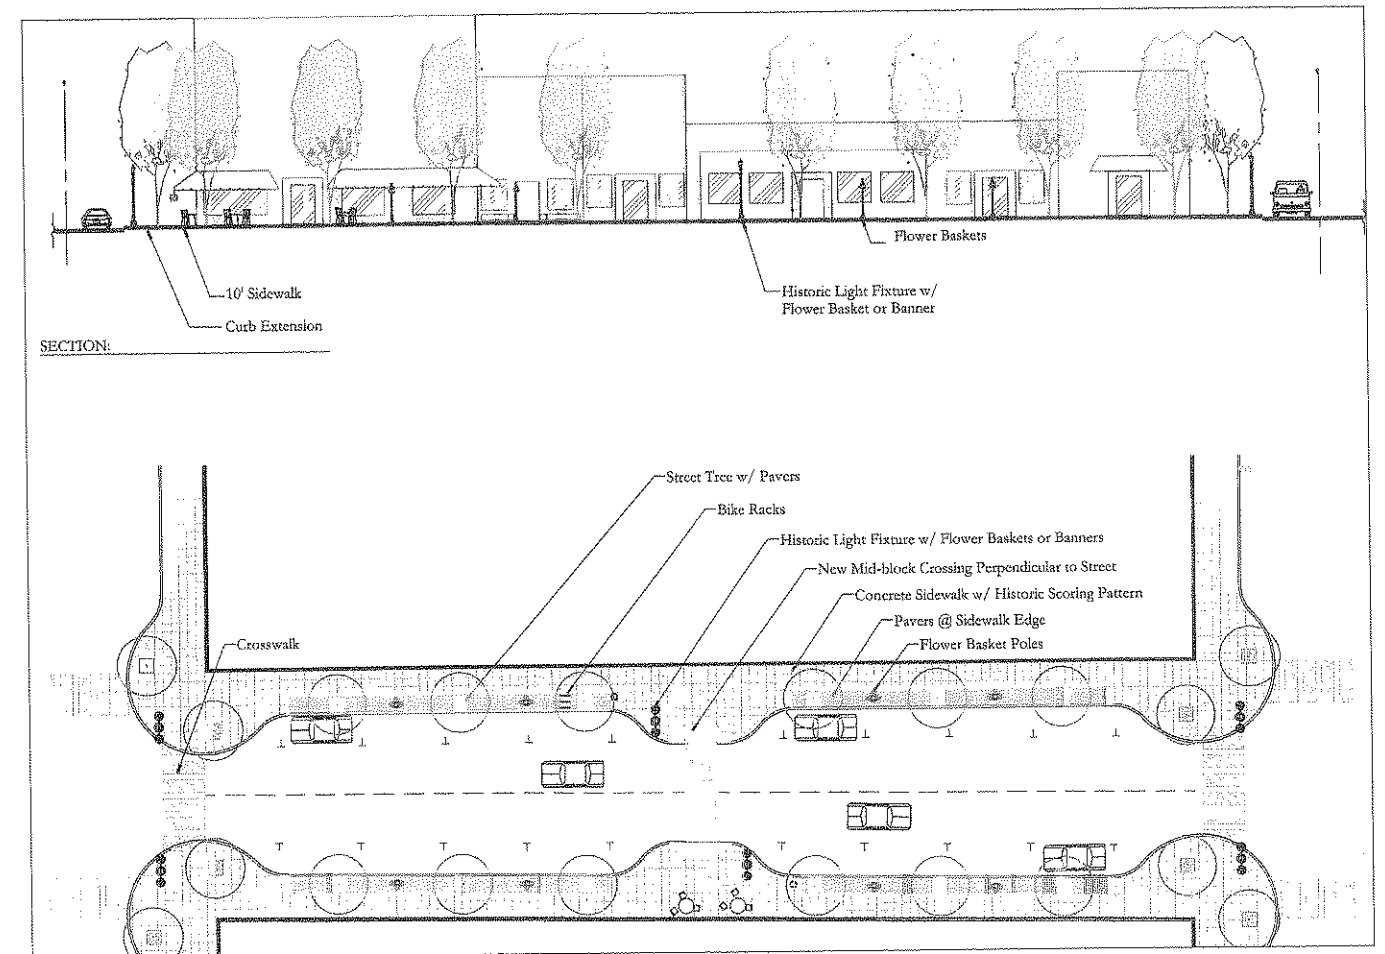 Flower Baskets
10' Sidewalk
Historic Light Fixture w/
Flower Basket or Banner
Curb Extension
SECTION:
Street Tree w/ Pavers
Bike Racks
Historic Light Fixture w/ Flower Baskets or Banners
New Mid-block Crossing Perpendicular to Street
Concrete Sidewalk w/ Historic Scoring Pattern
Pavers @ Sidewalk Edge
Crosswalk
Flower Basket Poles